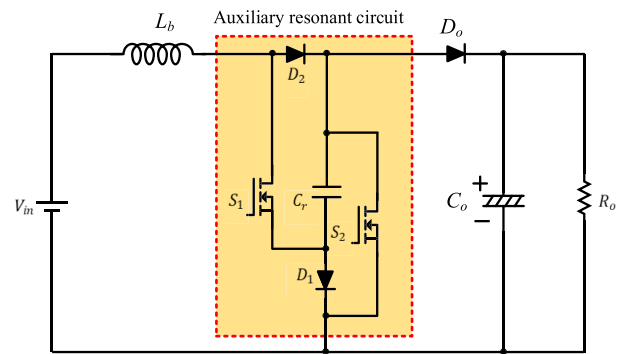 Auxiliary resonant circuit
L_b
D_o
D_2
S_1
C_r
S_2
V_in
D_1
+
C_o
−
R_o